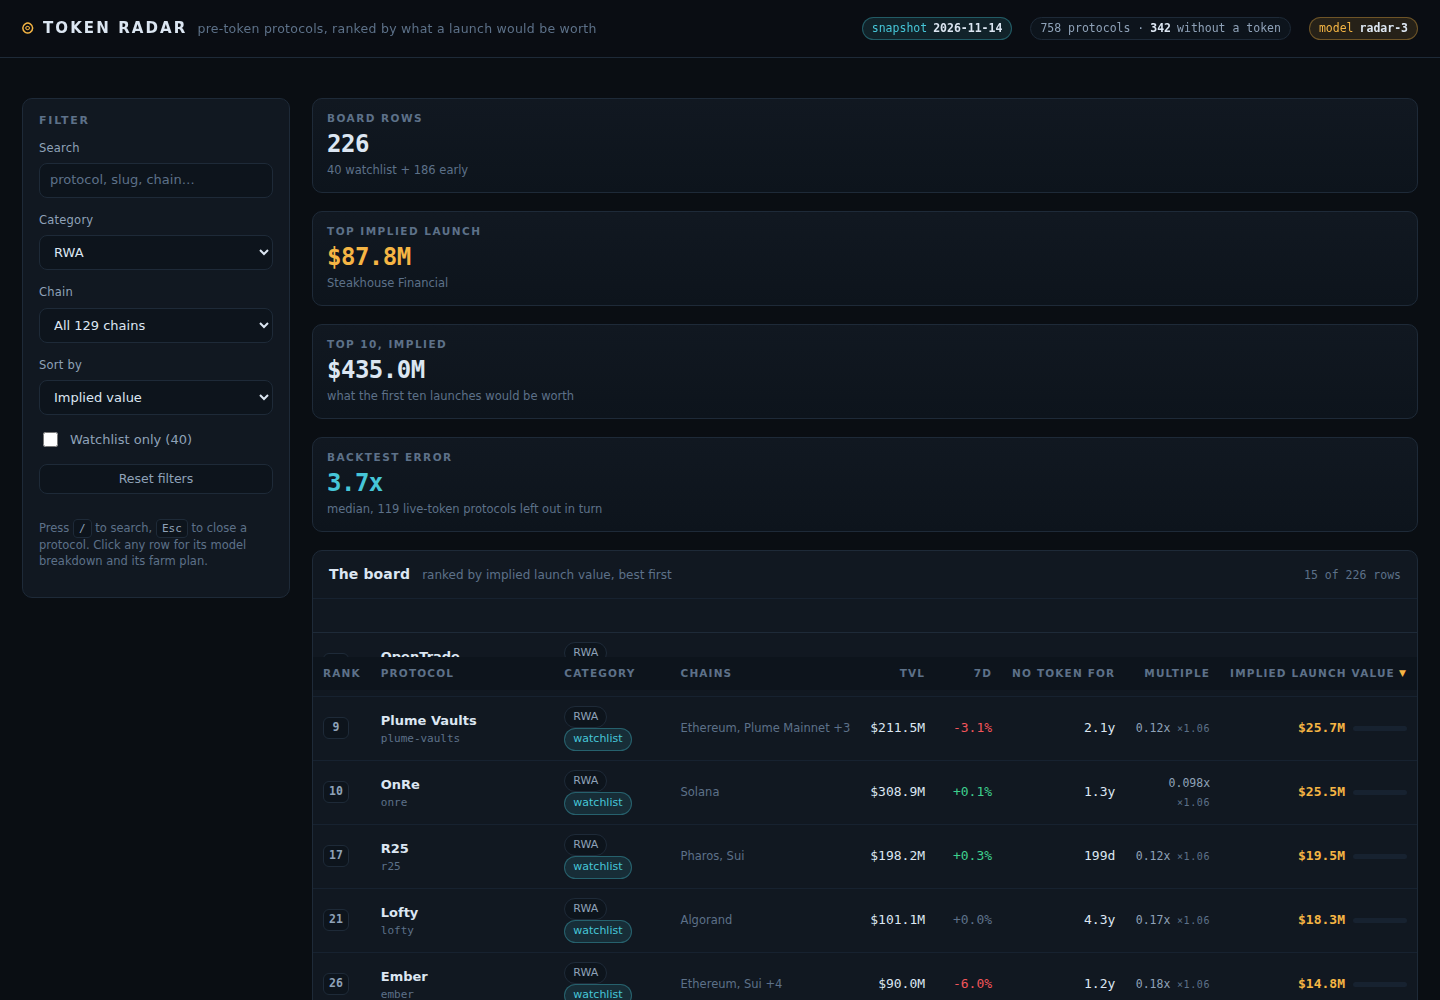 TOKEN RADAR pre-token protocols, ranked by what a launch would be worth snapshot 2026-11-14 758 protocols · 342 without a token model radar-3
FILTER
Search
protocol, slug, chain...
Category
RWA
Chain
All 129 chains
Sort by
Implied value
Watchlist only (40)
Reset filters
Press / to search, Esc to close a
protocol. Click any row for its model
breakdown and its farm plan.
BOARD ROWS
226
40 watchlist + 186 early
TOP IMPLIED LAUNCH
$87.8M
Steakhouse Financial
TOP 10, IMPLIED
$435.0M
what the first ten launches would be worth
BACKTEST ERROR
3.7x
median, 119 live-token protocols left out in turn
The board ranked by implied launch value, best first 15 of 226 rows
OpenTrade RWA
RANK PROTOCOL CATEGORY CHAINS TVL 7D NO TOKEN FOR MULTIPLE IMPLIED LAUNCH VALUE ▼
9 Plume Vaults RWA Ethereum, Plume Mainnet +3 $211.5M -3.1% 2.1y 0.12x ×1.06 $25.7M
plume-vaults watchlist
10 OnRe RWA Solana $308.9M +0.1% 1.3y 0.098x $25.5M
onre watchlist ×1.06
17 R25 RWA Pharos, Sui $198.2M +0.3% 199d 0.12x ×1.06 $19.5M
r25 watchlist
21 Lofty RWA Algorand $101.1M +0.0% 4.3y 0.17x ×1.06 $18.3M
lofty watchlist
26 Ember RWA Ethereum, Sui +4 $90.0M -6.0% 1.2y 0.18x ×1.06 $14.8M
ember watchlist